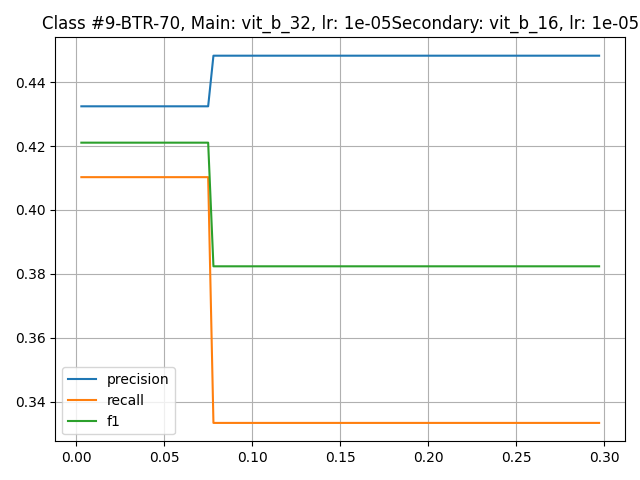 Class #9-BTR-70, Main: vit_b_32, lr: 1e-05Secondary: vit_b_16, lr: 1e-05
0.44
0.42
0.40
0.38
0.36
0.34
precision
recall
f1
0.00 0.05 0.10 0.15 0.20 0.25 0.30